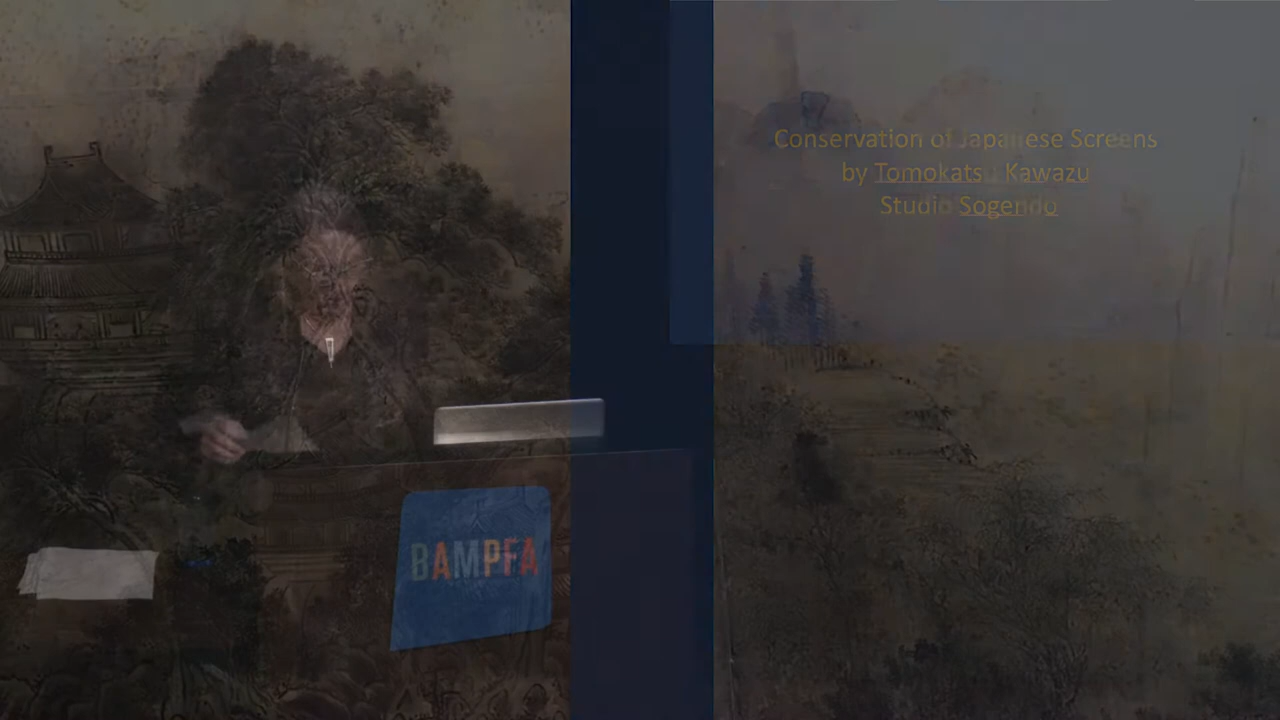 Conservation of Japanese Screens
by Tomokatsu Kawazu
Studio Sogendo
BAMPFA